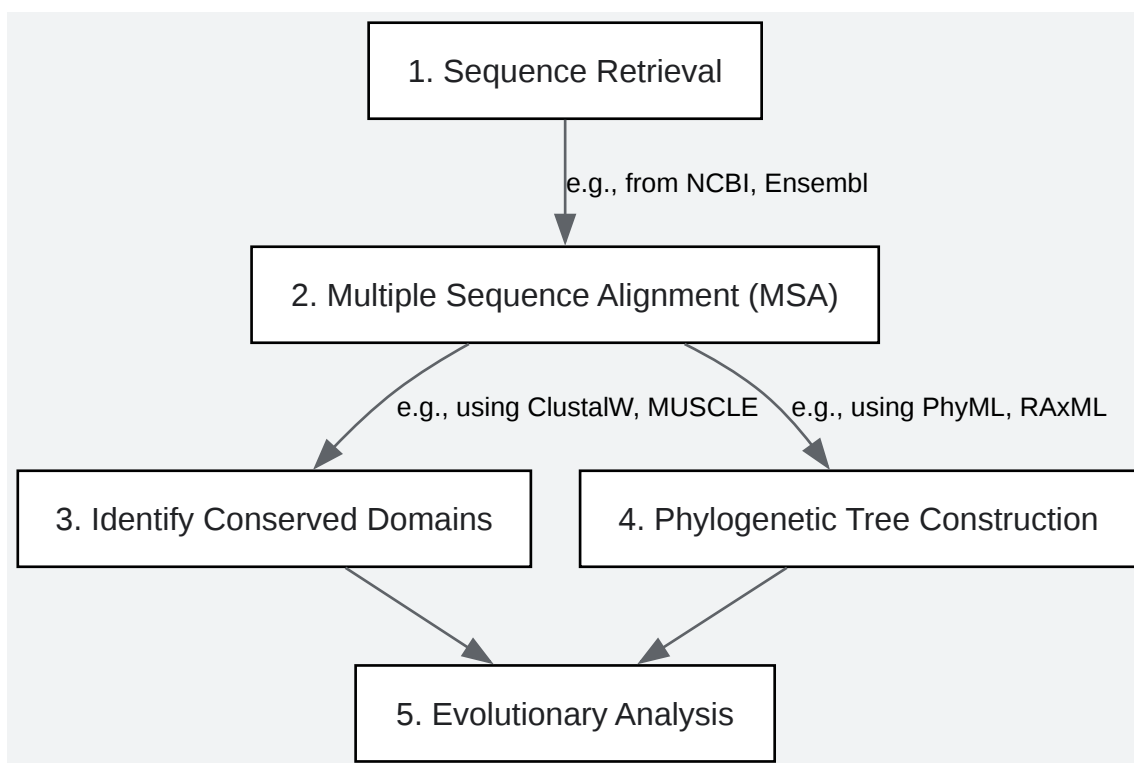 1. Sequence Retrieval
e.g., from NCBI, Ensembl
2. Multiple Sequence Alignment (MSA)
e.g., using ClustalW, MUSCLE
e.g., using PhyML, RAxML
3. Identify Conserved Domains
4. Phylogenetic Tree Construction
5. Evolutionary Analysis